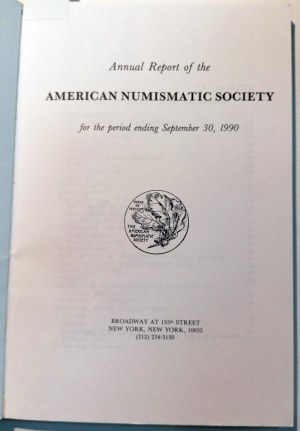 Annual Report of the
AMERICAN NUMISMATIC SOCIETY
for the period ending September 30, 1990
THE
AMERICAN
NUMISMATIC
SOCIETY
BROADWAY AT 155th STREET
NEW YORK, NEW YORK, 10032
(212) 234-3130